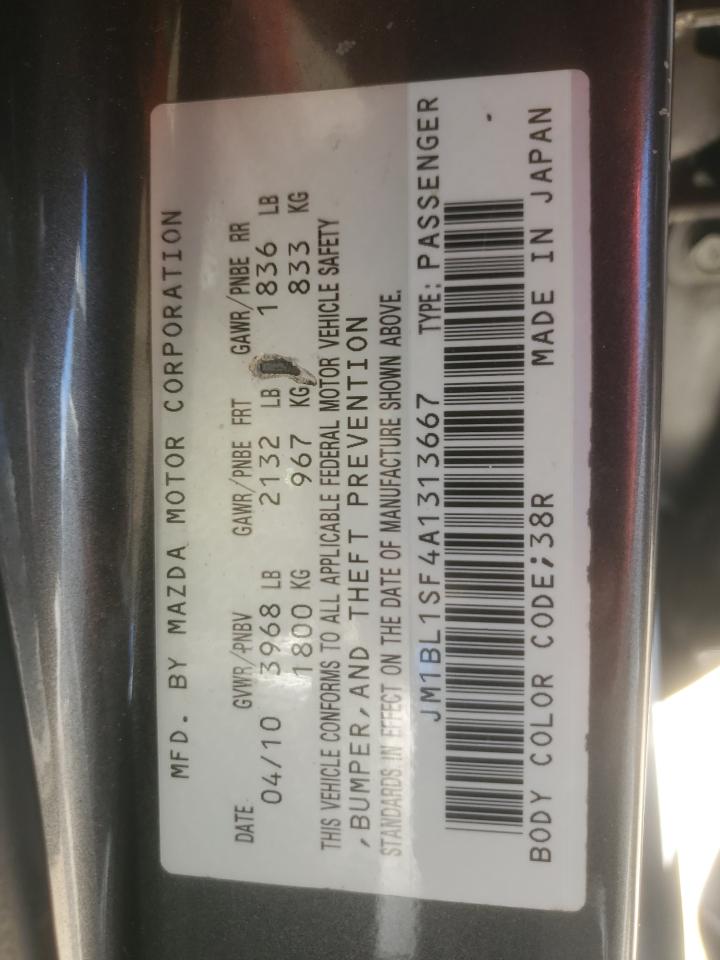 MFD. BY MAZDA MOTOR CORPORATION
DATE GVWR/PNBV GAWR/PNBE FRT GAWR/PNBE RR
04/10 3968 LB 2132 LB 1836 LB
1800 KG 967 KG 833 KG
THIS VEHICLE CONFORMS TO ALL APPLICABLE FEDERAL MOTOR VEHICLE SAFETY
,BUMPER,AND THEFT PREVENTION
STANDARDS IN EFFECT ON THE DATE OF MANUFACTURE SHOWN ABOVE.
JM1BL1SF4A1313667 TYPE: PASSENGER
BODY COLOR CODE;38R MADE IN JAPAN